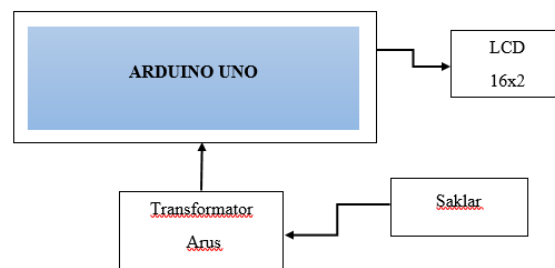 ARDUINO UNO
LCD
16x2
Transformator
Arus
Saklar